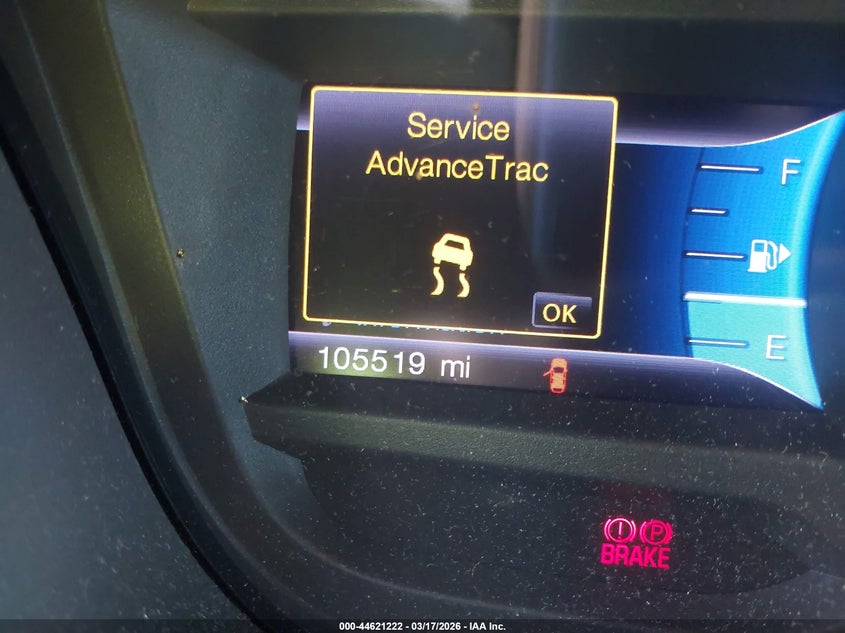 Service
AdvanceTrac
F
OK
E
105519 mi
P
BRAKE
000-44621222 - 03/17/2026 - IAA Inc.